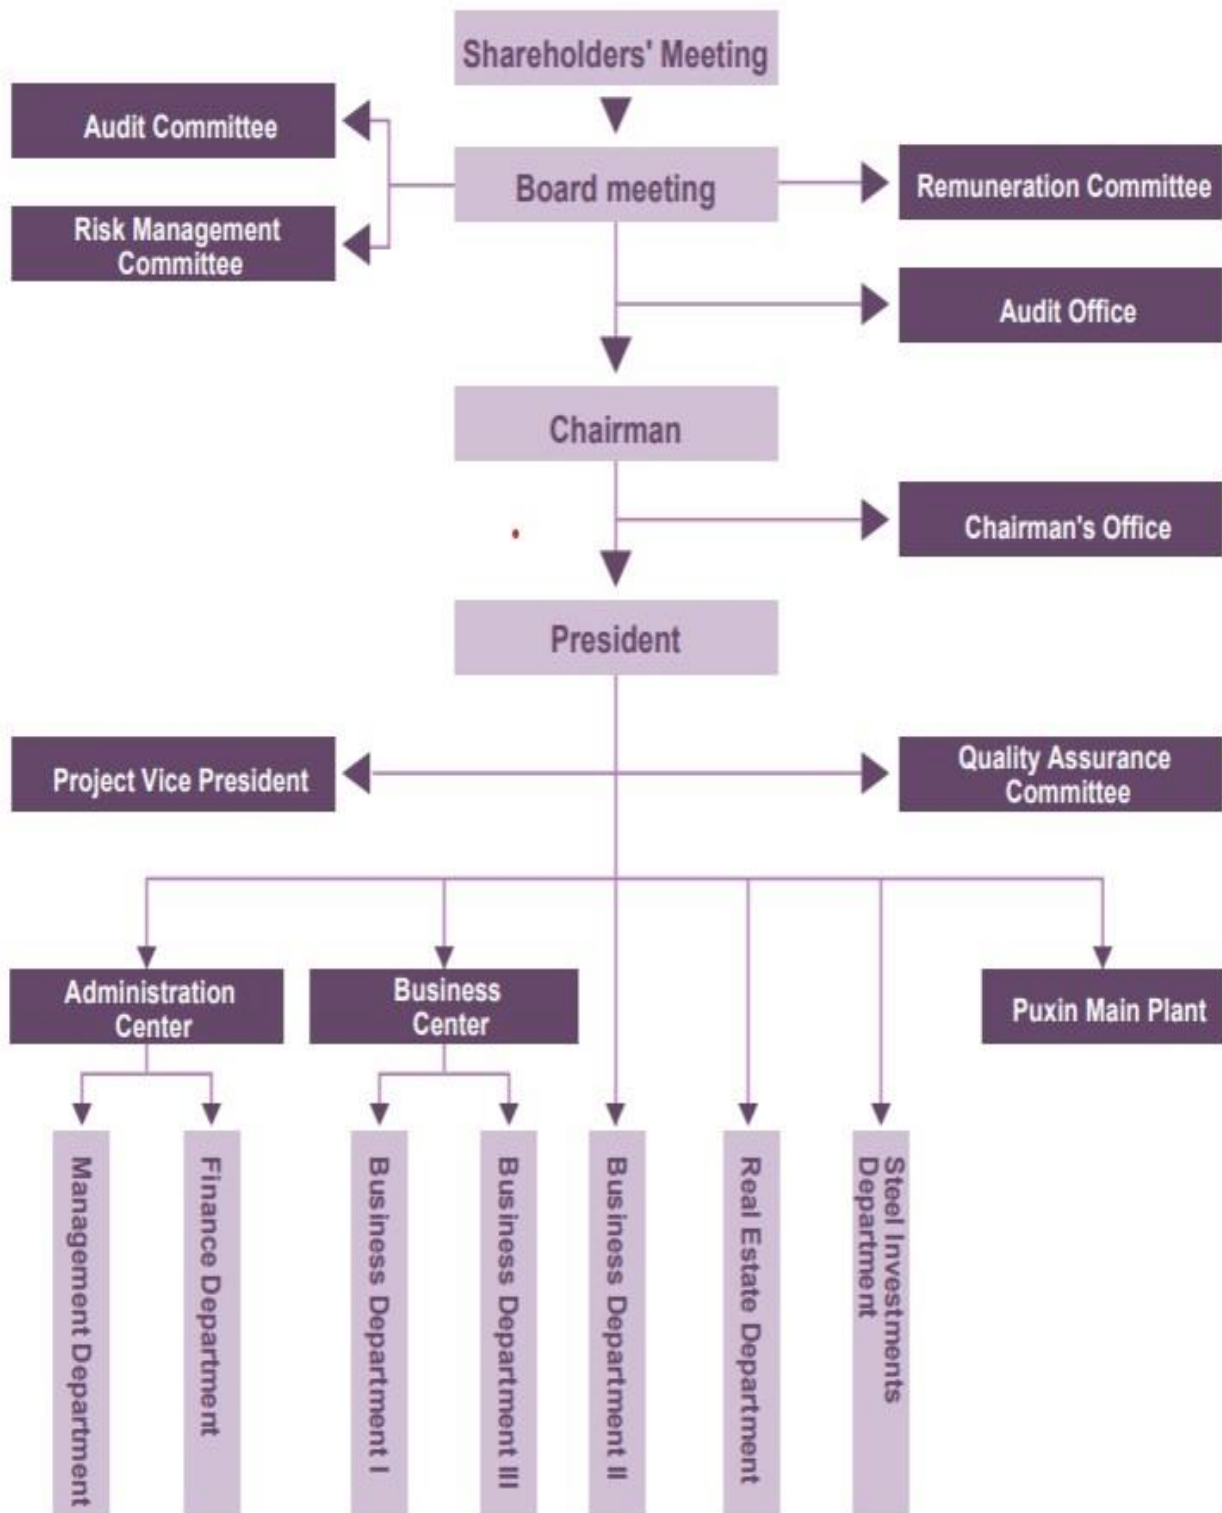 Shareholders' Meeting
Audit Committee
Board meeting
Remuneration Committee
Risk Management
Committee
Audit Office
Chairman
Chairman's Office
President
Project Vice President
Quality Assurance
Committee
Administration
Center
Business
Center
Puxin Main Plant
Management Department
Finance Department
Business Department I
Business Department III
Business Department II
Real Estate Department
Steel Investments
Department